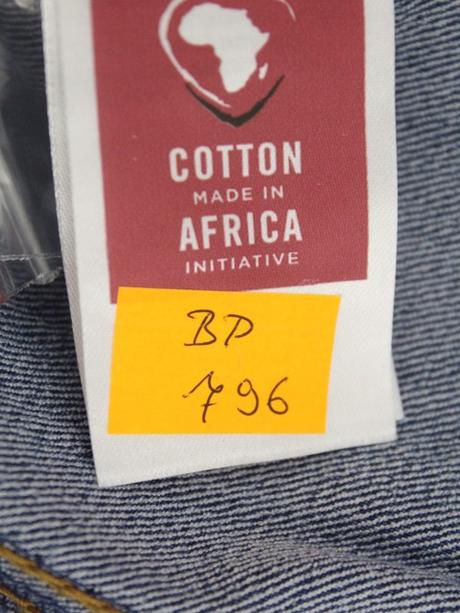 COTTON
MADE IN
AFRICA
INITIATIVE
BP
796